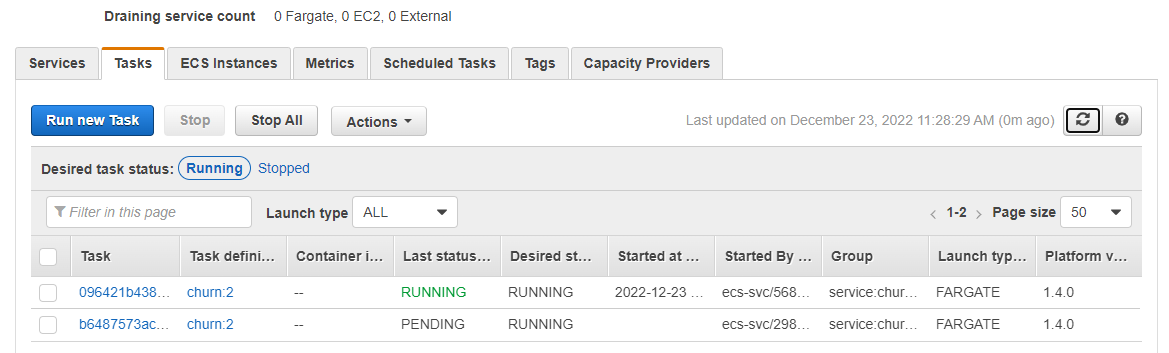 Draining service count 0 Fargate, 0 EC2, 0 External
Services Tasks ECS Instances Metrics Scheduled Tasks Tags Capacity Providers
Run new Task Stop Stop All Actions Last updated on December 23, 2022 11:28:29 AM (0m ago)
Desired task status: Running Stopped
Filter in this page Launch type ALL < 1-2 > Page size 50
Task Task defini... Container i... Last status... Desired st... Started at ... Started By ... Group Launch typ... Platform v...
096421b438... churn:2 -- RUNNING RUNNING 2022-12-23 ... ecs-svc/568... service:chur... FARGATE 1.4.0
b6487573ac... churn:2 -- PENDING RUNNING ecs-svc/298... service:chur... FARGATE 1.4.0